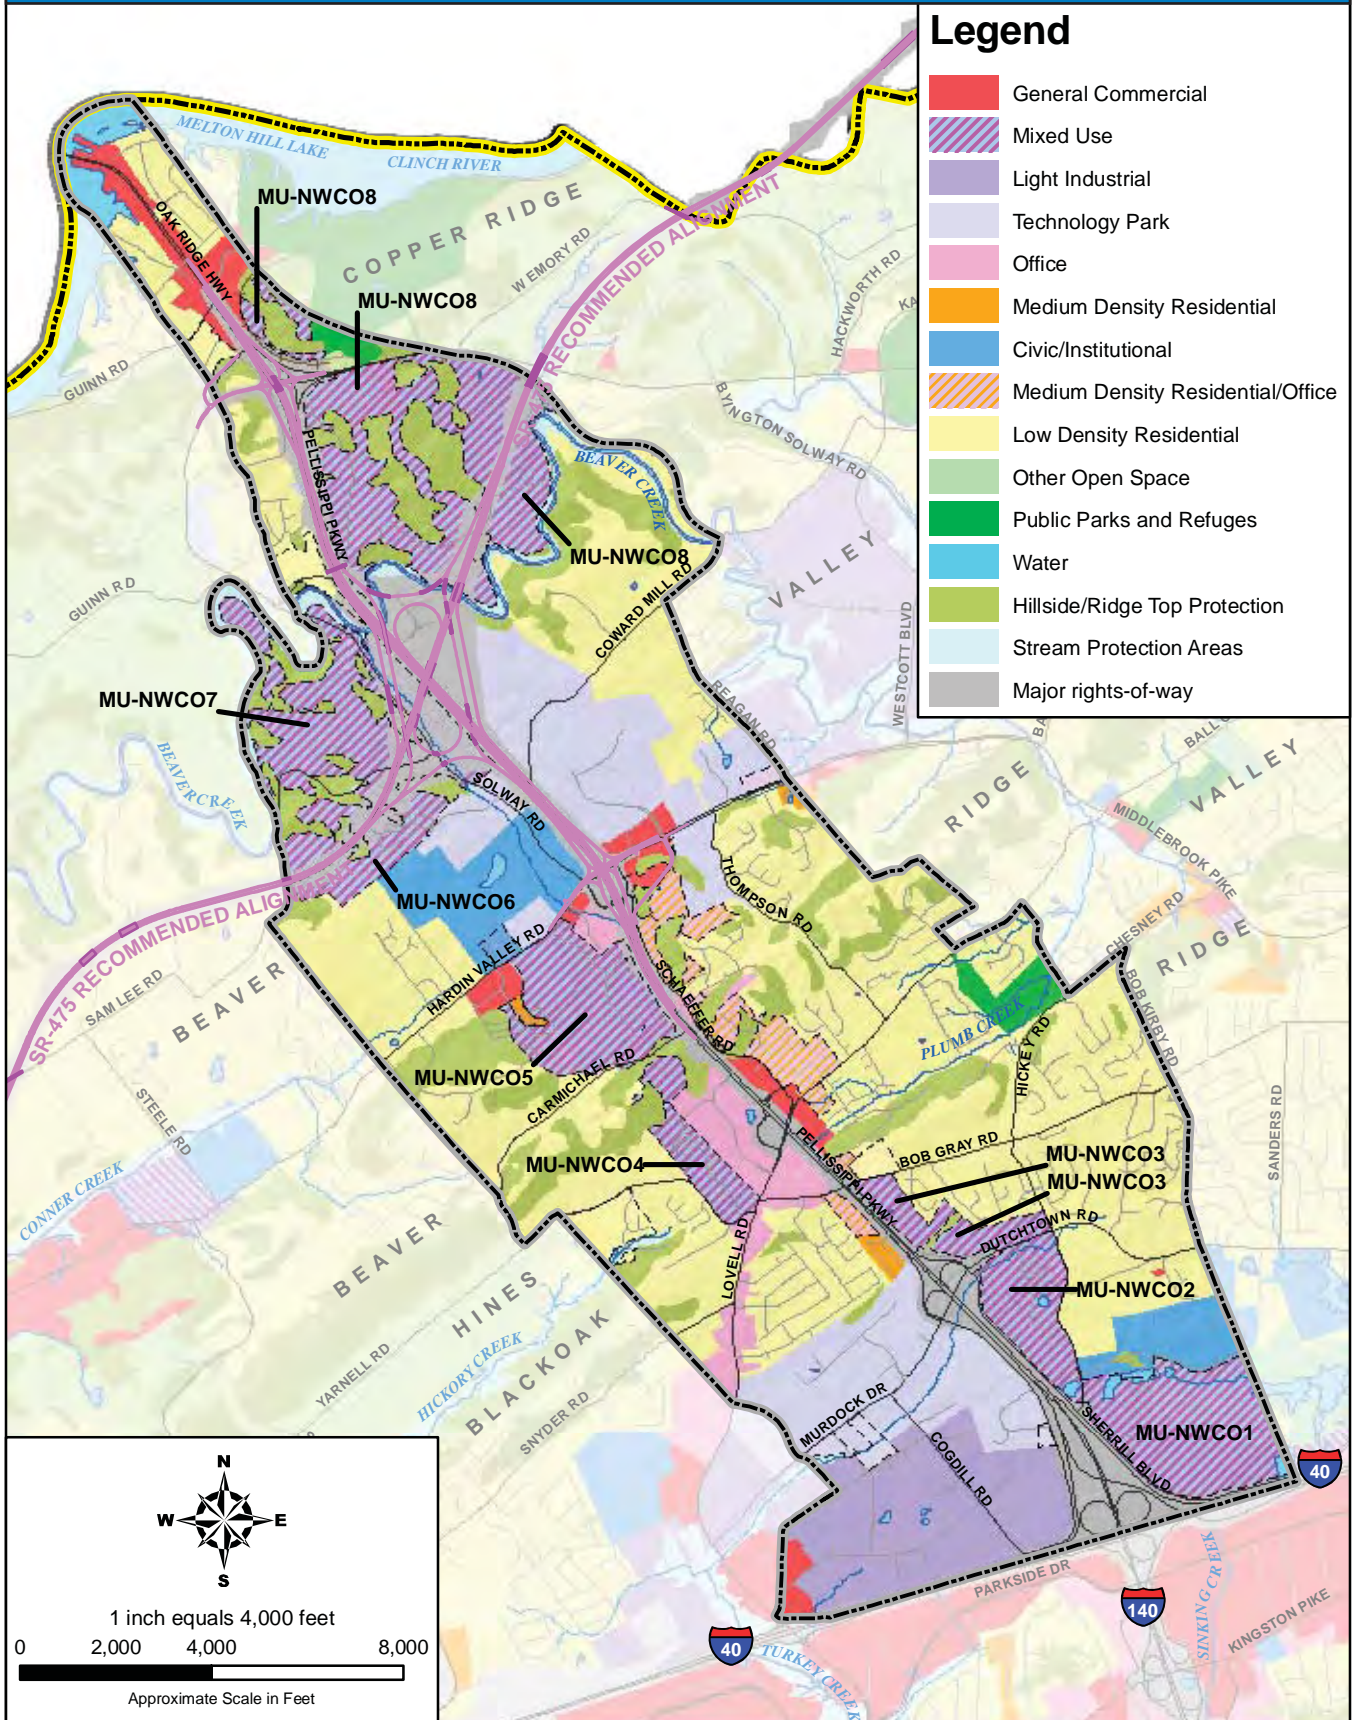 Legend
General Commercial
Mixed Use
Light Industrial
Technology Park
Office
Medium Density Residential
Civic/Institutional
Medium Density Residential/Office
Low Density Residential
Other Open Space
Public Parks and Refuges
Water
Hillside/Ridge Top Protection
Stream Protection Areas
Major rights-of-way
MELTON HILL LAKE
CLINCH RIVER
MU-NWCO8
OAK RIDGE HWY
COPPER RIDGE
W EMORY RD
RECOMMENDED ALIGNMENT
HACKWORTH RD
KA
MU-NWCO8
GUINN RD
BYINGTON SOLWAY RD
PELLISSIPPI PKWY
BEAVER CREEK
MU-NWCO8
VALLEY
GUINN RD
COWARD MILL RD
WESTCOTT BLVD
REAGAN RD
MU-NWCO7
BEAVER CREEK
SOLWAY RD
RIDGE
BA
BALL
VALLEY
MIDDLEBROOK PIKE
THOMPSON RD
MU-NWCO6
SR-475 RECOMMENDED ALIGNMENT
HARDIN VALLEY RD
CHESNEY RD
RIDGE
SAM LEE RD
BEAVER
SCHAEFFER RD
BOB KIRBY RD
PLUMB CREEK
HICKEY RD
MU-NWCO5
CARMICHAEL RD
STEELE RD
SANDERS RD
PELLISSIPPI PKWY
BOB GRAY RD
MU-NWCO3
MU-NWCO3
MU-NWCO4
CONNER CREEK
BEAVER
LOVELL RD
DUTCHTOWN RD
MU-NWCO2
HINES
YARNELL RD
HICKORY CREEK
BLACKOAK
SNYDER RD
MURDOCK DR
COGDILL RD
SHERRILL BLVD
MU-NWCO1
40
PARKSIDE DR
140
SINKING CREEK
KINGSTON PIKE
40
TURKEY CREEK
N
W
E
S
1 inch equals 4,000 feet
0 2,000 4,000 8,000
Approximate Scale in Feet